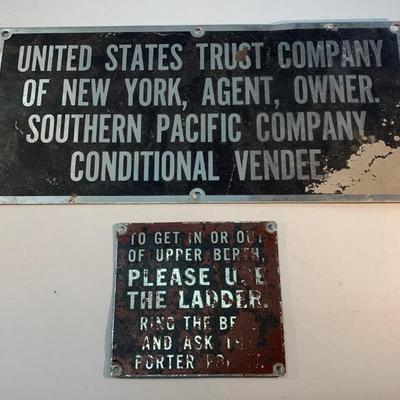 UNITED STATES TRUST COMPANY
OF NEW YORK, AGENT, OWNER.
SOUTHERN PACIFIC COMPANY,
CONDITIONAL VENDEE
TO GET IN OR OUT
OF UPPER BERTH,
PLEASE USE
THE LADDER.
RING THE
AND ASK
PORTER